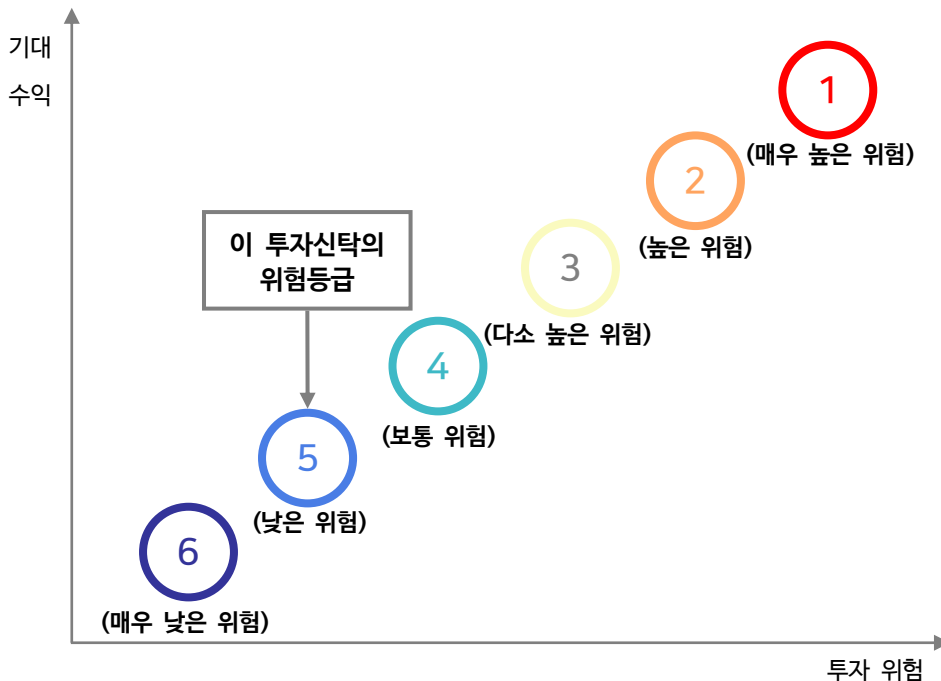 기대
수익
1
(매우 높은 위험)
2
(높은 위험)
이 투자신탁의
위험등급
3
(다소 높은 위험)
4
(보통 위험)
5
(낮은 위험)
6
(매우 낮은 위험)
투자 위험